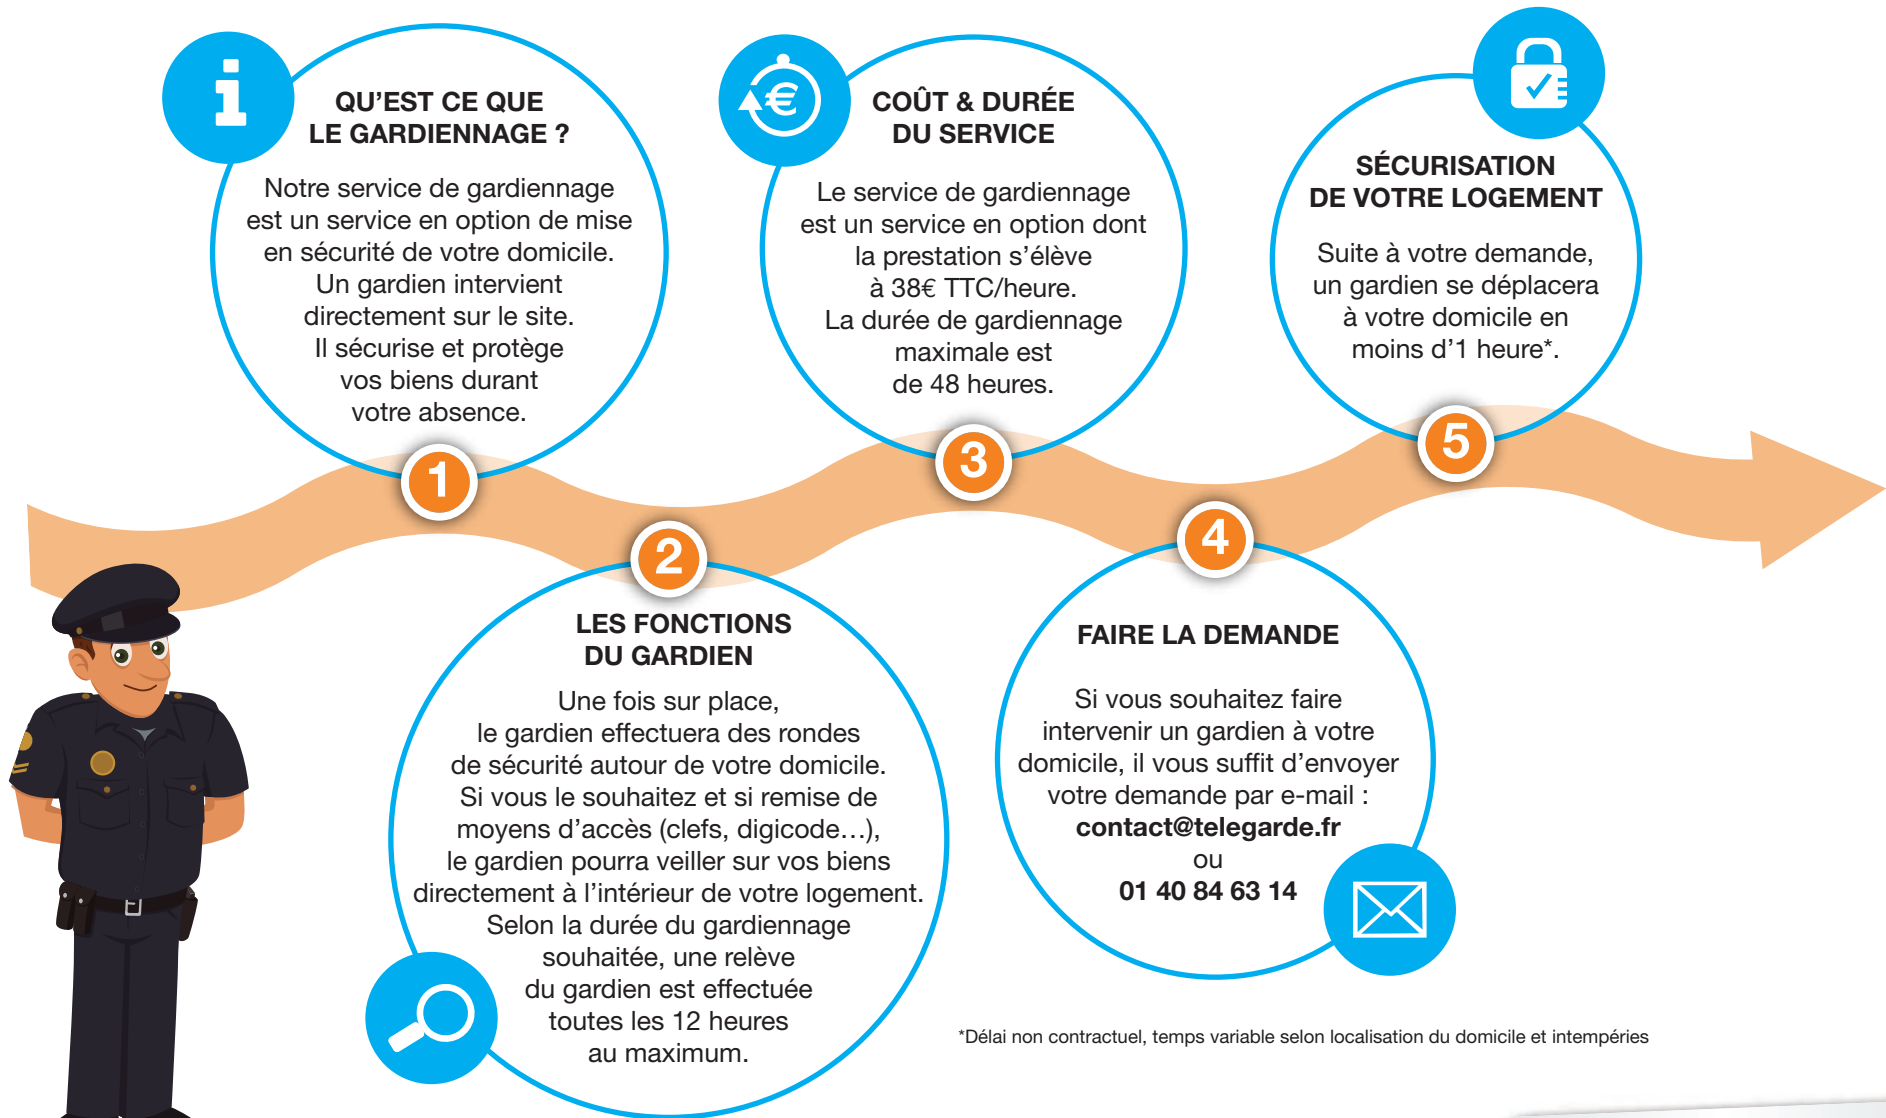 QU'EST CE QUE
LE GARDIENNAGE ?
Notre service de gardiennage
est un service en option de mise
en sécurité de votre domicile.
Un gardien intervient
directement sur le site.
Il sécurise et protège
vos biens durant
votre absence.
1
LES FONCTIONS
DU GARDIEN
Une fois sur place,
le gardien effectuera des rondes
de sécurité autour de votre domicile.
Si vous le souhaitez et si remise de
moyens d'accès (clefs, digicode…),
le gardien pourra veiller sur vos biens
directement à l'intérieur de votre logement.
Selon la durée du gardiennage
souhaitée, une relève
du gardien est effectuée
toutes les 12 heures
au maximum.
2
COÛT & DURÉE
DU SERVICE
Le service de gardiennage
est un service en option dont
la prestation s'élève
à 38€ TTC/heure.
La durée de gardiennage
maximale est
de 48 heures.
3
FAIRE LA DEMANDE
Si vous souhaitez faire
intervenir un gardien à votre
domicile, il vous suffit d'envoyer
votre demande par e-mail :
contact@telegarde.fr
ou
01 40 84 63 14
4
SÉCURISATION
DE VOTRE LOGEMENT
Suite à votre demande,
un gardien se déplacera
à votre domicile en
moins d'1 heure*.
5
*Délai non contractuel, temps variable selon localisation du domicile et intempéries